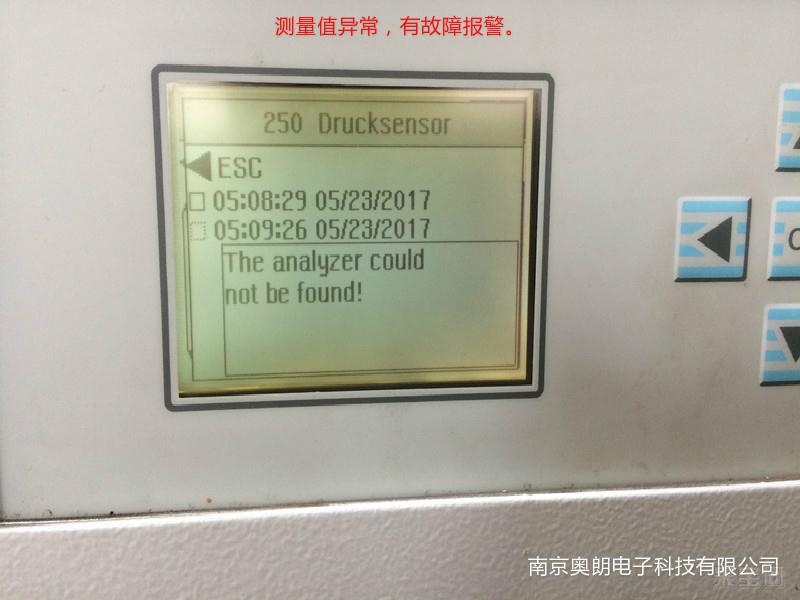 测量值异常，有故障报警。
250 Drucksensor
ESC
05:08:29 05/23/2017
05:09:26 05/23/2017
The analyzer could
not be found!
南京奥朗电子科技有限公司